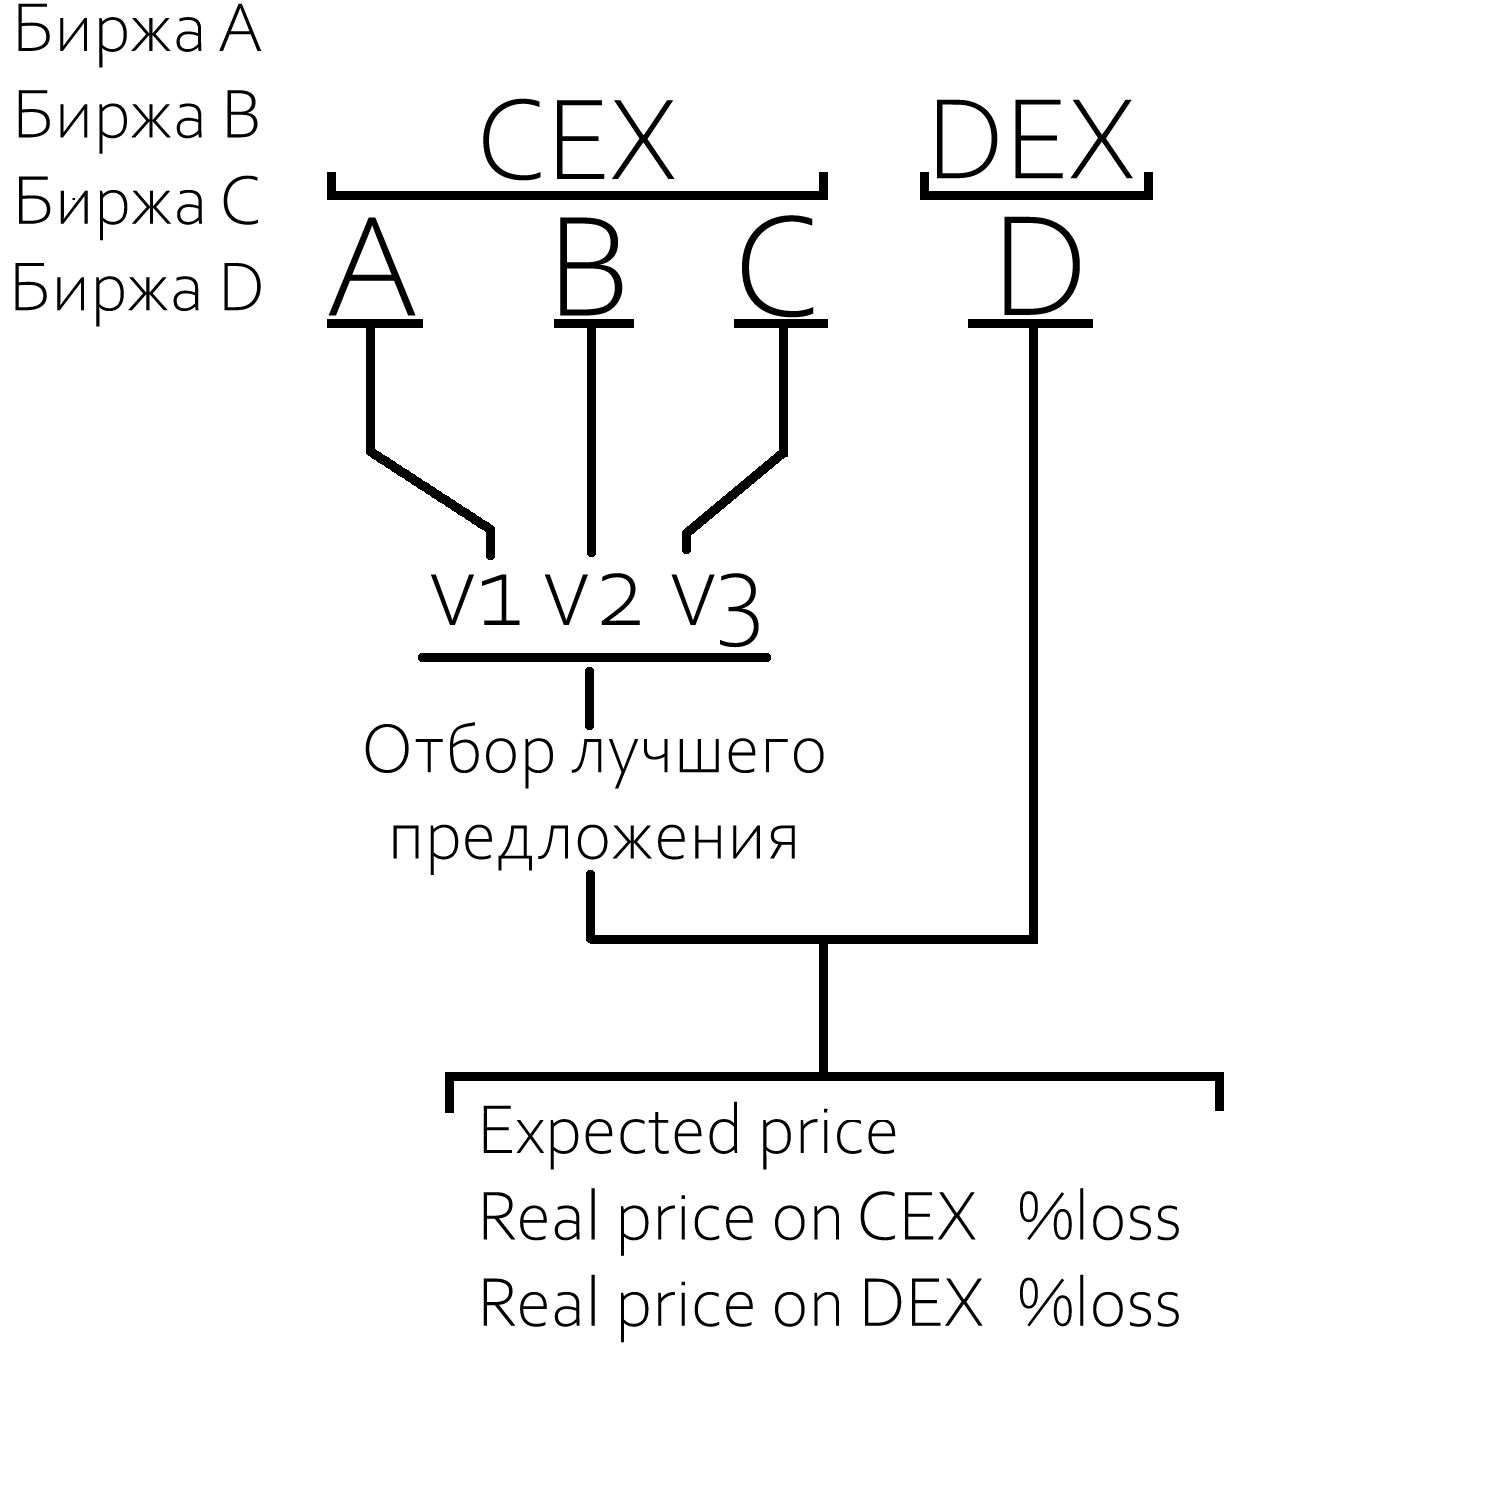 Биржа A
Биржа B
Биржа C
Биржа D
CEX DEX
A B C D
V1 V2 V3
Отбор лучшего
предложения
Expected price
Real price on CEX %loss
Real price on DEX %loss